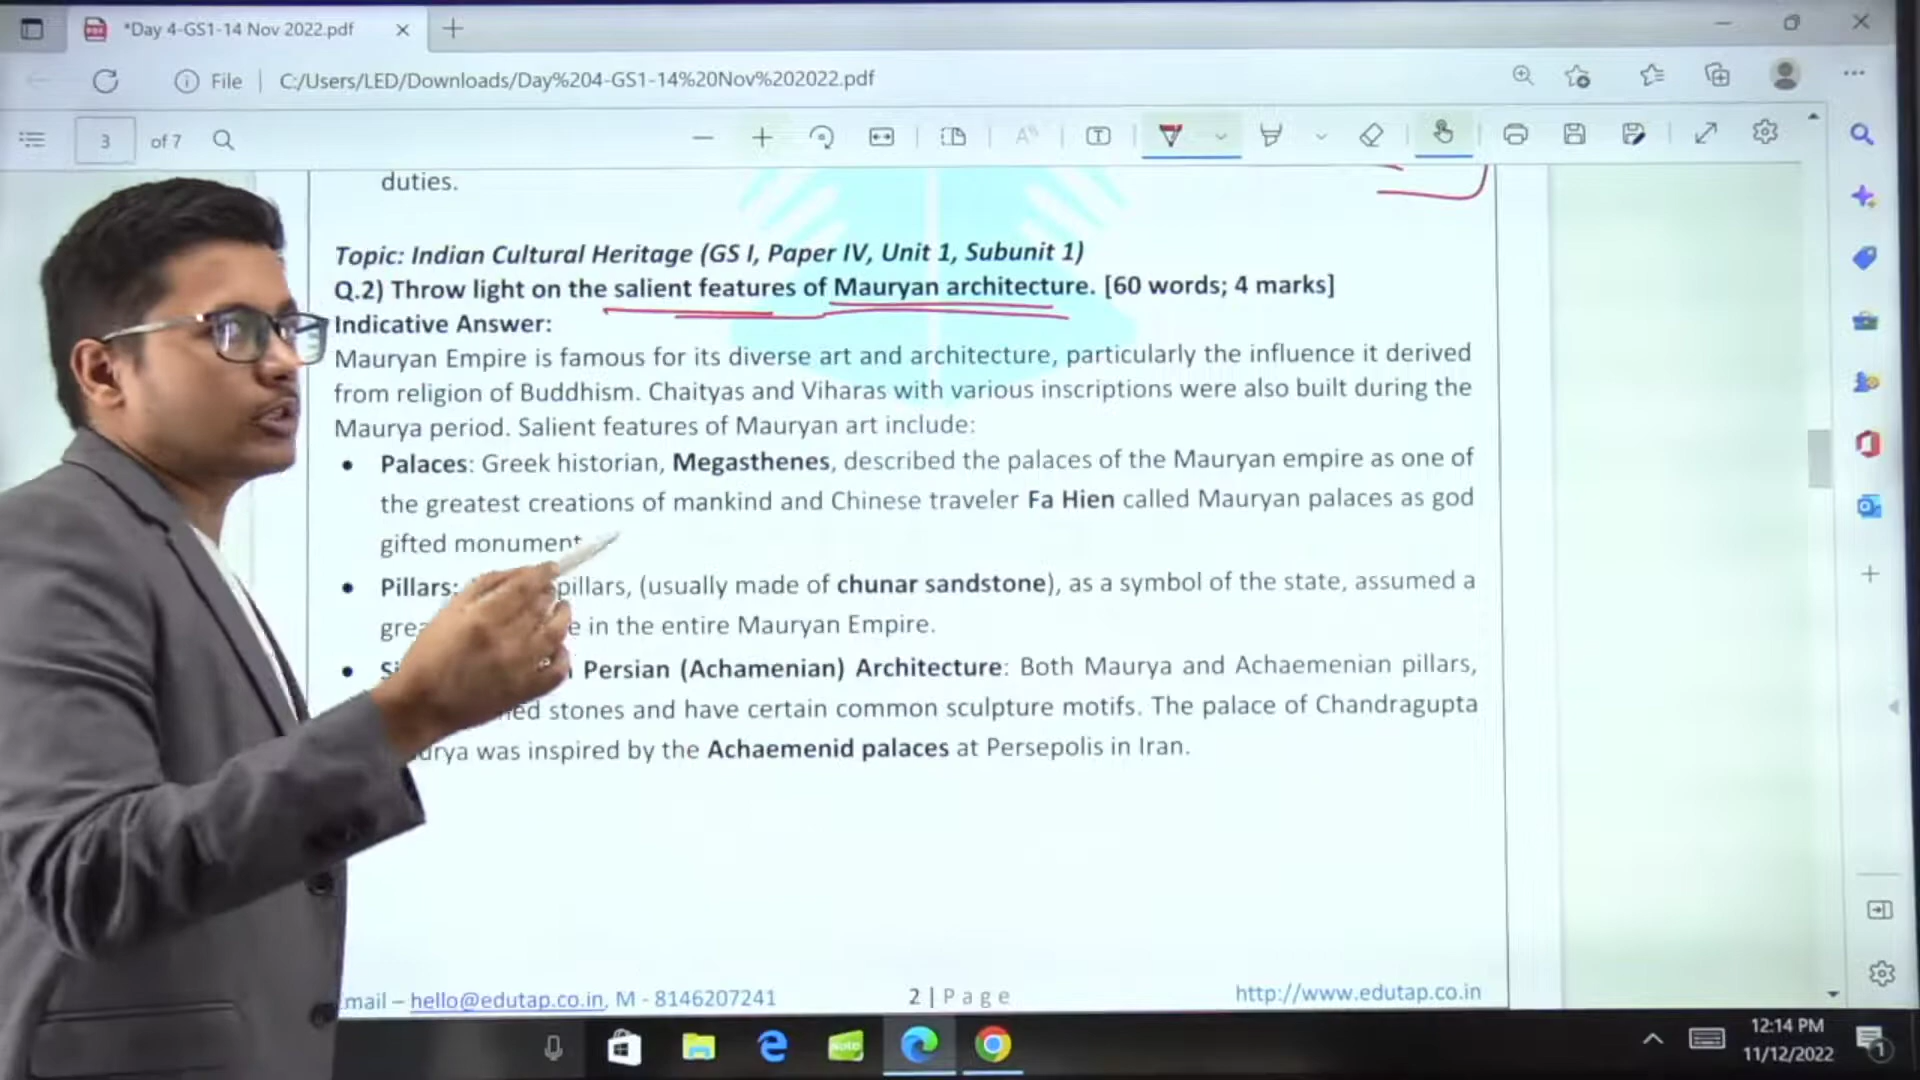 *Day 4-GS1-14 Nov 2022.pdf
File | C:/Users/LED/Downloads/Day%204-GS1-14%20Nov%202022.pdf
3 of 7
duties.
Topic: Indian Cultural Heritage (GS I, Paper IV, Unit 1, Subunit 1)
Q.2) Throw light on the salient features of Mauryan architecture. [60 words; 4 marks]
Indicative Answer:
Mauryan Empire is famous for its diverse art and architecture, particularly the influence it derived
from religion of Buddhism. Chaityas and Viharas with various inscriptions were also built during the
Maurya period. Salient features of Mauryan art include:
• Palaces: Greek historian, Megasthenes, described the palaces of the Mauryan empire as one of
the greatest creations of mankind and Chinese traveler Fa Hien called Mauryan palaces as god
gifted monument
• Pillars: pillars, (usually made of chunar sandstone), as a symbol of the state, assumed a
in the entire Mauryan Empire.
• Persian (Achamenian) Architecture: Both Maurya and Achaemenian pillars,
stones and have certain common sculpture motifs. The palace of Chandragupta
was inspired by the Achaemenid palaces at Persepolis in Iran.
– hello@edutap.co.in, M - 8146207241 2 | P a g e http://www.edutap.co.in
12:14 PM
11/12/2022